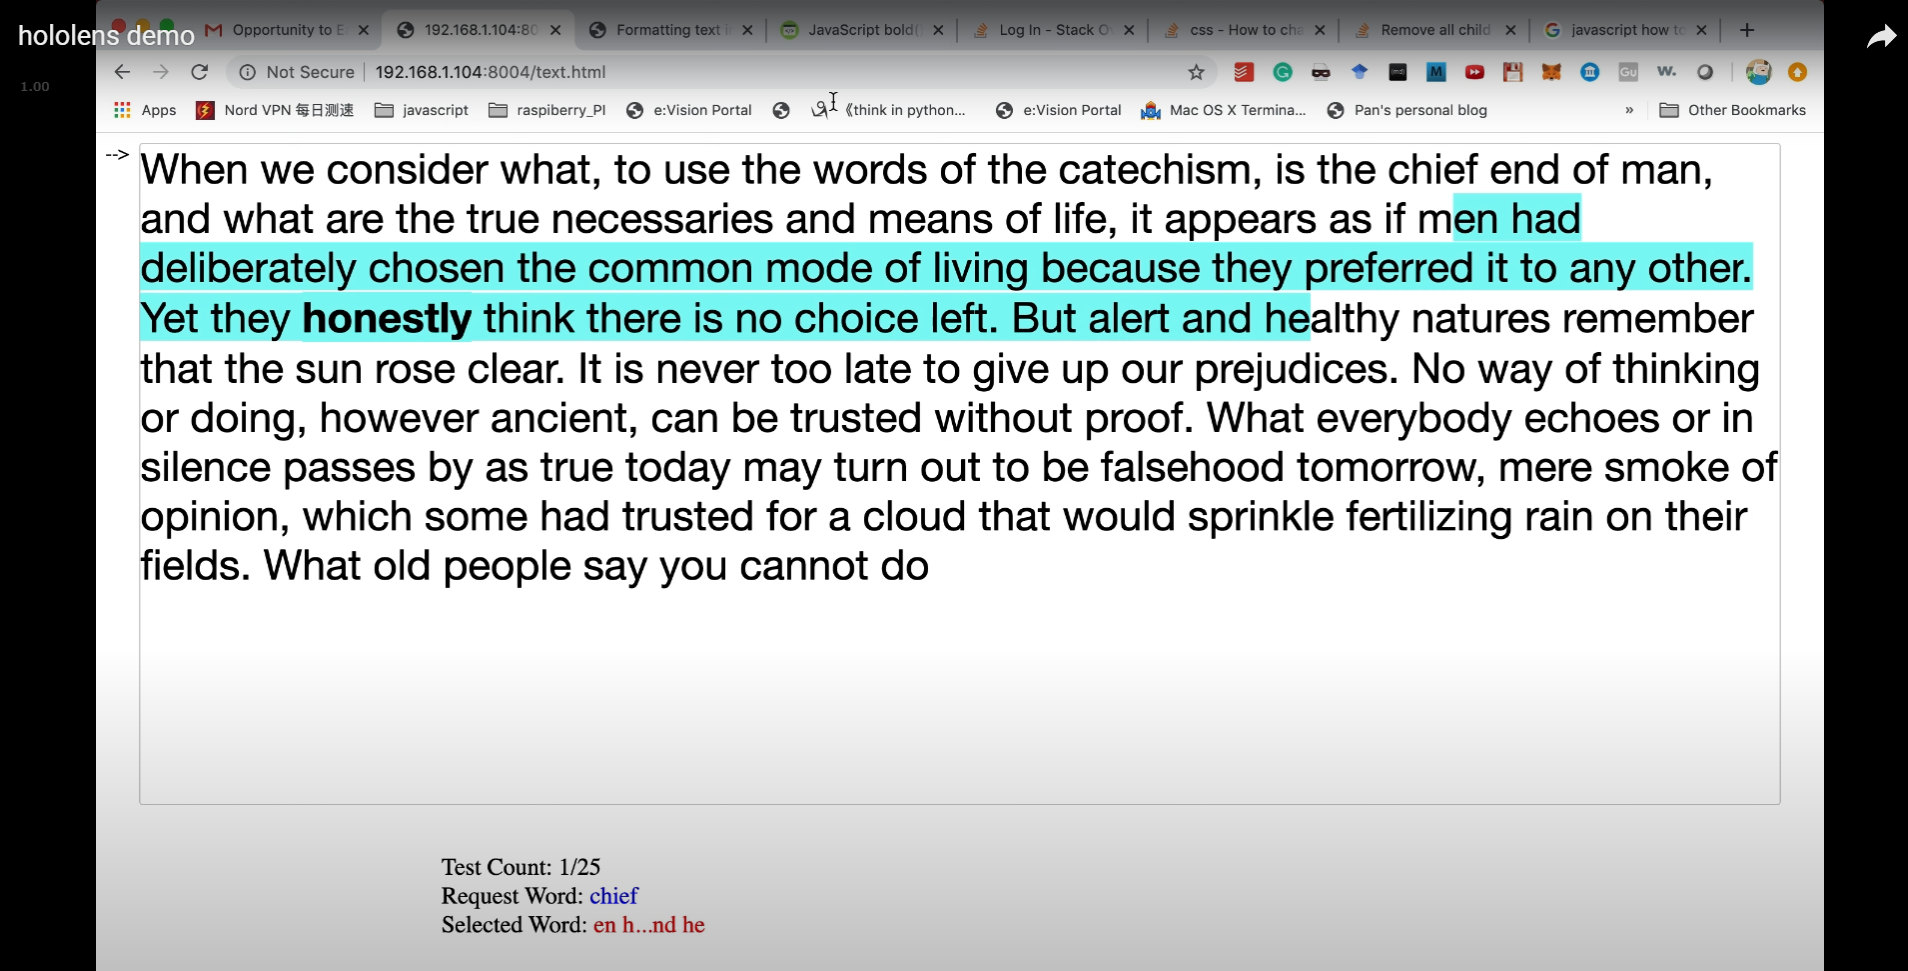 hololens demo
1.00
Opportunity to E
192.168.1.104:80
Formatting text i
JavaScript bold(
Log In - Stack O
css - How to cha
Remove all child
javascript how to
Not Secure
192.168.1.104:8004/text.html
Apps
Nord VPN 每日测速
javascript
raspiberry_PI
e:Vision Portal
《think in python...
e:Vision Portal
Mac OS X Termina...
Pan's personal blog
»
Other Bookmarks
-->
When we consider what, to use the words of the catechism, is the chief end of man,
and what are the true necessaries and means of life, it appears as if men had
deliberately chosen the common mode of living because they preferred it to any other.
Yet they honestly think there is no choice left. But alert and healthy natures remember
that the sun rose clear. It is never too late to give up our prejudices. No way of thinking
or doing, however ancient, can be trusted without proof. What everybody echoes or in
silence passes by as true today may turn out to be falsehood tomorrow, mere smoke of
opinion, which some had trusted for a cloud that would sprinkle fertilizing rain on their
fields. What old people say you cannot do
Test Count: 1/25
Request Word: chief
Selected Word: en h...nd he